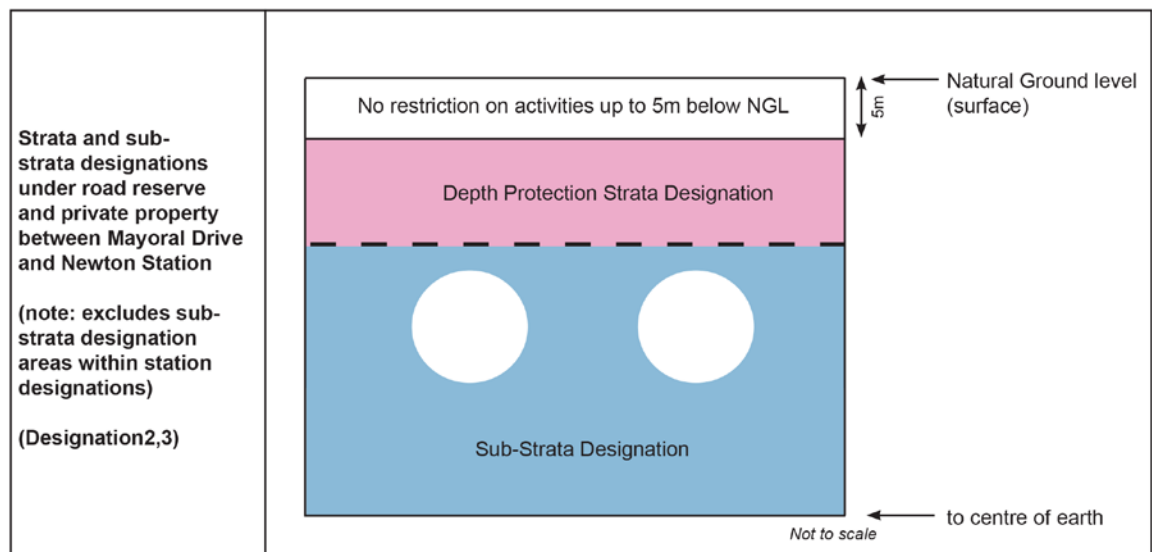 Strata and sub-
strata designations
under road reserve
and private property
between Mayoral Drive
and Newton Station
(note: excludes sub-
strata designation
areas within station
designations)
(Designation2,3)
No restriction on activities up to 5m below NGL
5m
Natural Ground level
(surface)
Depth Protection Strata Designation
Sub-Strata Designation
to centre of earth
Not to scale